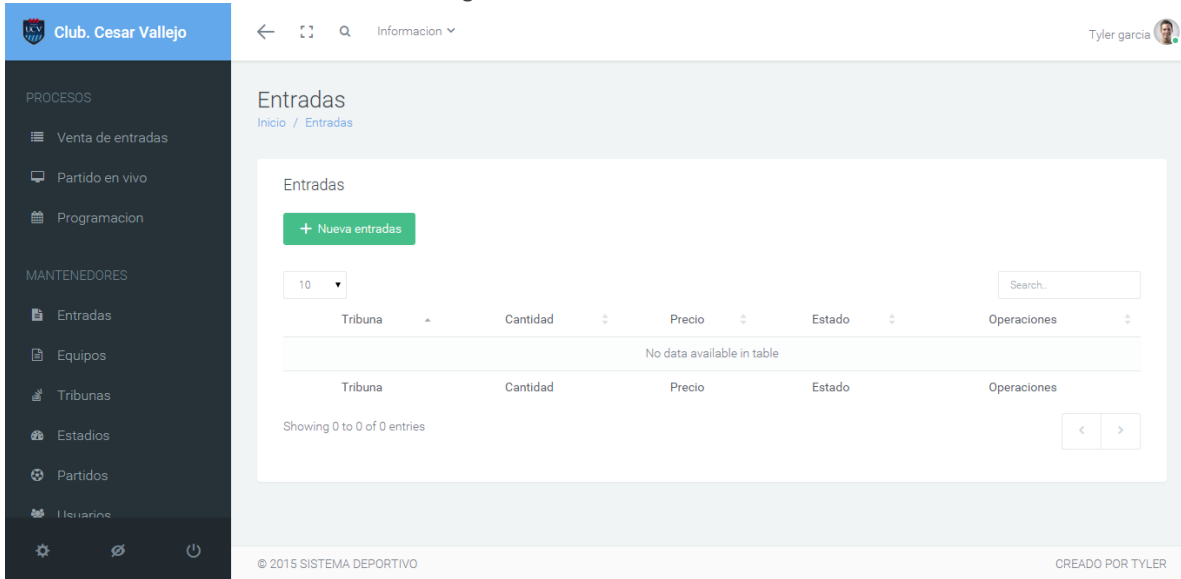 UCV
Club. Cesar Vallejo
Informacion
Tyler garcia
PROCESOS
Venta de entradas
Partido en vivo
Programacion
MANTENEDORES
Entradas
Equipos
Tribunas
Estadios
Partidos
Usuarios
Entradas
Inicio / Entradas
Entradas
+ Nueva entradas
10
Search..
Tribuna Cantidad Precio Estado Operaciones
No data available in table
Tribuna Cantidad Precio Estado Operaciones
Showing 0 to 0 of 0 entries
< >
© 2015 SISTEMA DEPORTIVO
CREADO POR TYLER